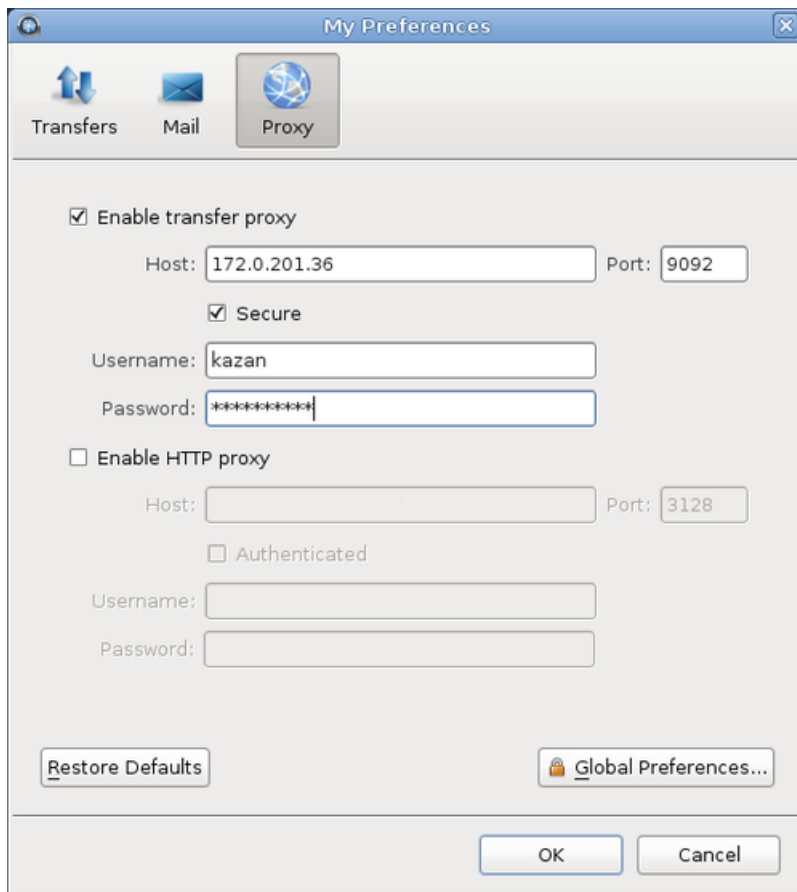 My Preferences
Transfers Mail Proxy
Enable transfer proxy
Host: 172.0.201.36 Port: 9092
Secure
Username: kazan
Password: **********
Enable HTTP proxy
Host: Port: 3128
Authenticated
Username:
Password:
Restore Defaults Global Preferences...
OK Cancel